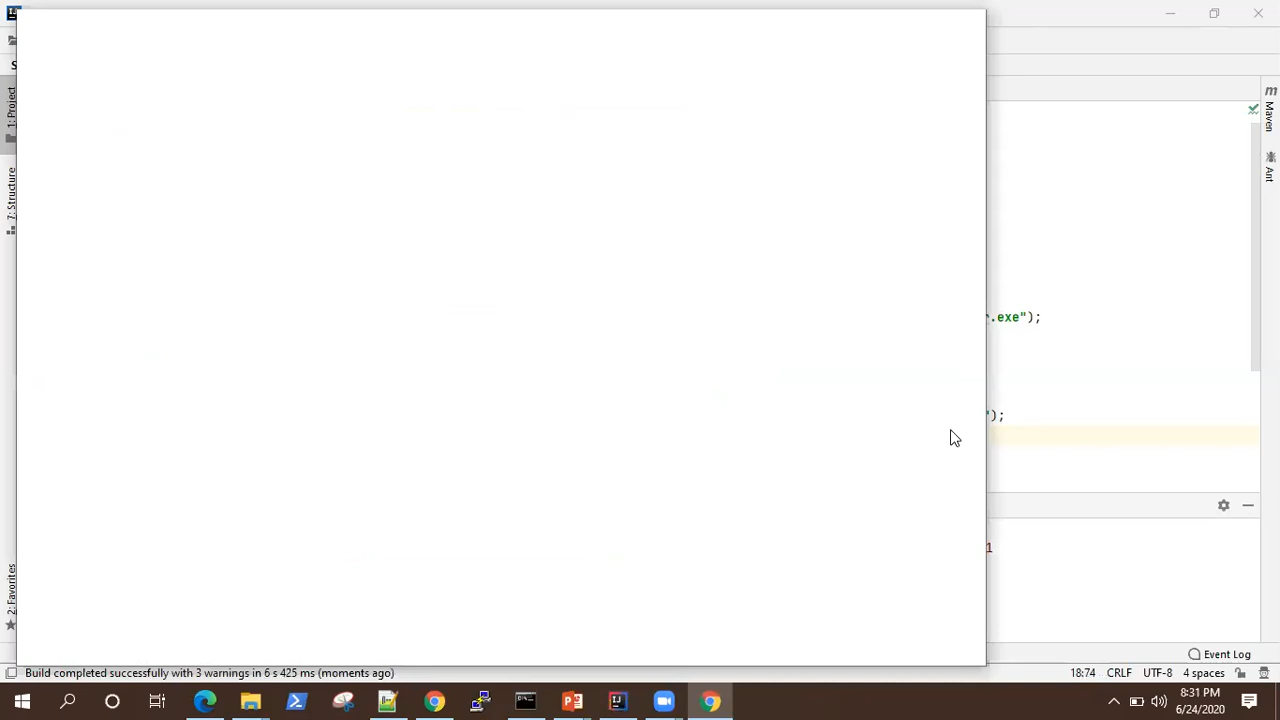 S
1: Project
7: Structure
2: Favorites
.exe");
");
1
Maven
Ant
Event Log
Build completed successfully with 3 warnings in 6 s 425 ms (moments ago)
18:74 CRLF UTF-8 4 spaces
8:31 PM
6/24/2020